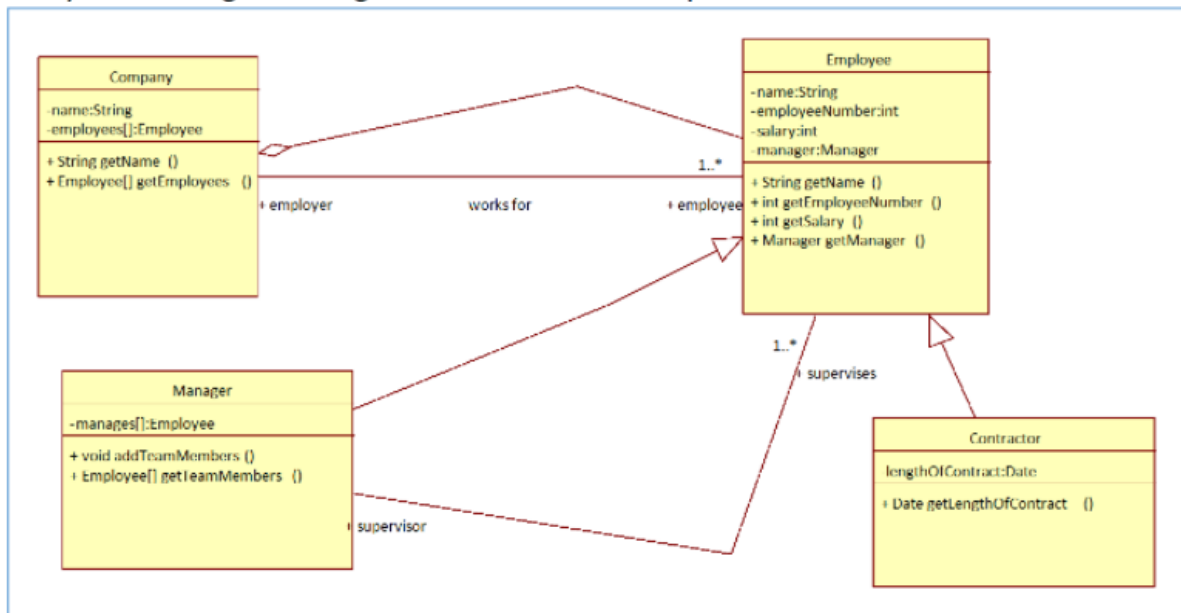 Company
-name:String
-employees[]:Employee
+ String getName ()
+ Employee[] getEmployees ()
Employee
-name:String
-employeeNumber:int
-salary:int
-manager:Manager
+ String getName ()
+ int getEmployeeNumber ()
+ int getSalary ()
+ Manager getManager ()
1..*
+ employer
works for
+ employee
1..*
+ supervises
Manager
-manages[]:Employee
+ void addTeamMembers ()
+ Employee[] getTeamMembers ()
+ supervisor
Contractor
lengthOfContract:Date
+ Date getLengthOfContract ()